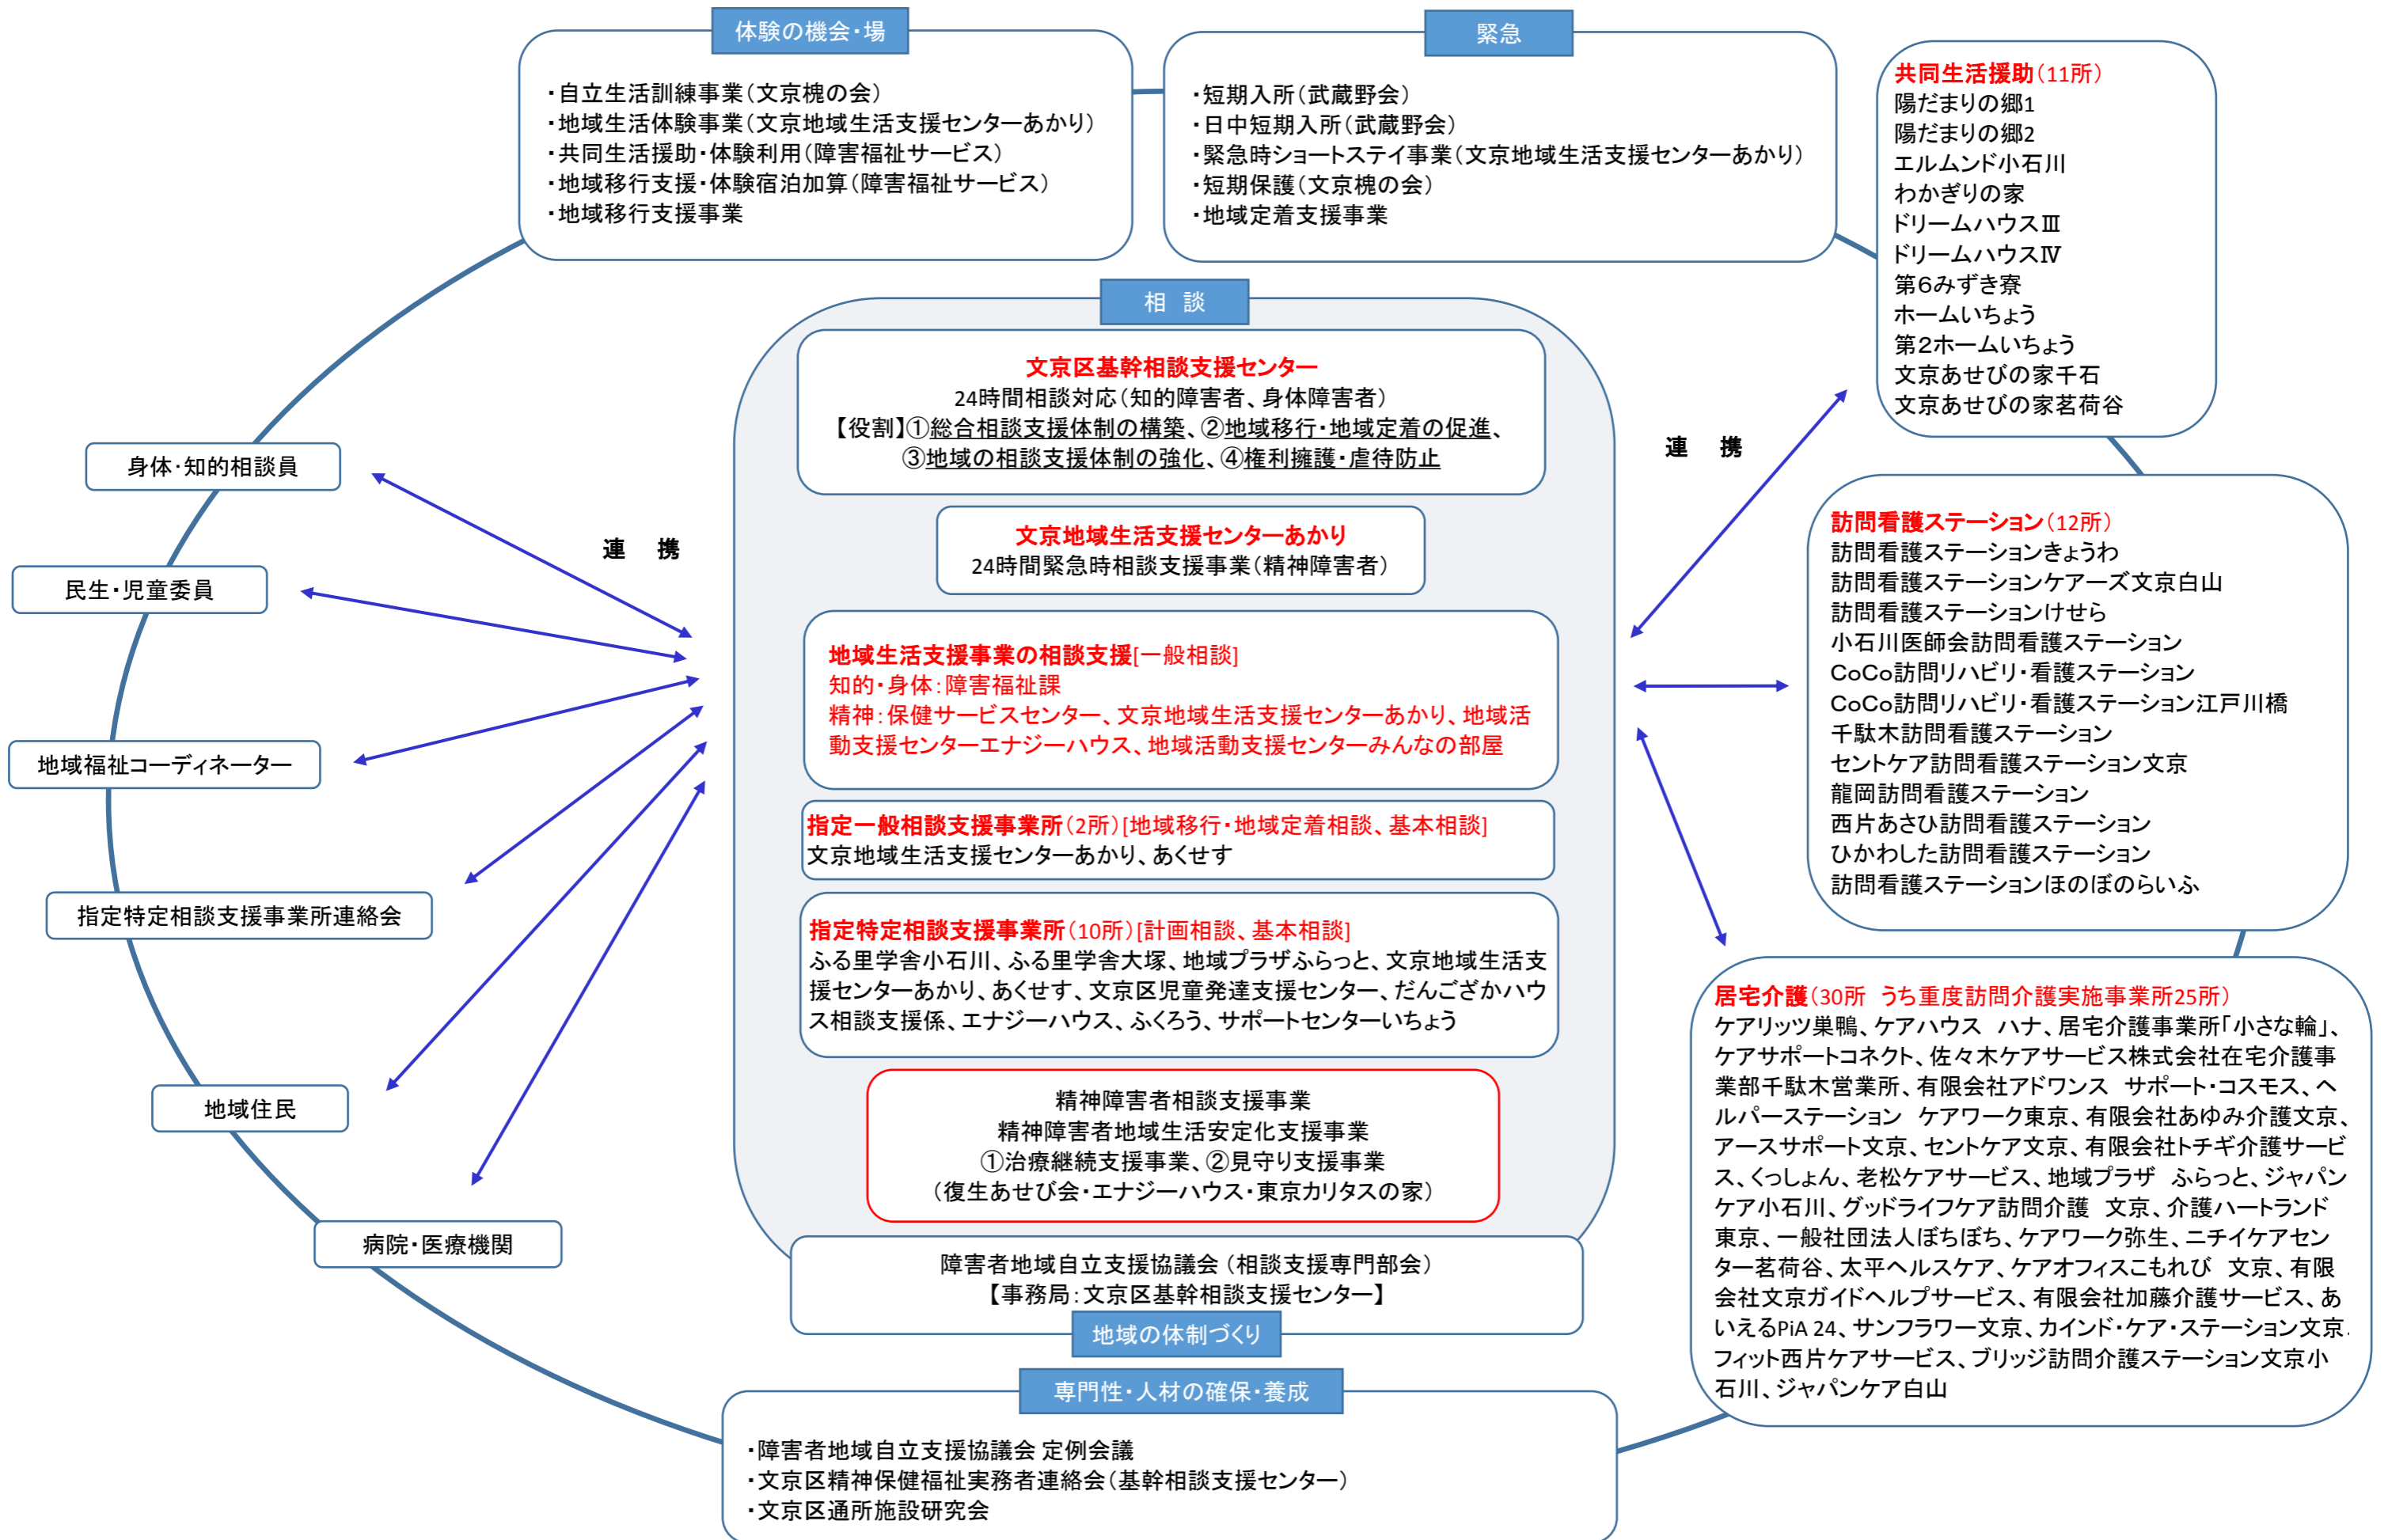 体験の機会・場
・自立生活訓練事業(文京槐の会)
・地域生活体験事業(文京地域生活支援センターあかり)
・共同生活援助・体験利用(障害福祉サービス)
・地域移行支援・体験宿泊加算(障害福祉サービス)
・地域移行支援事業
緊急
・短期入所(武蔵野会)
・日中短期入所(武蔵野会)
・緊急時ショートステイ事業(文京地域生活支援センターあかり)
・短期保護(文京槐の会)
・地域定着支援事業
共同生活援助(11所)
陽だまりの郷1
陽だまりの郷2
エルムンド小石川
わかぎりの家
ドリームハウスⅢ
ドリームハウスⅣ
第6みずき寮
ホームいちょう
第2ホームいちょう
文京あせびの家千石
文京あせびの家茗荷谷
相 談
文京区基幹相談支援センター
24時間相談対応(知的障害者、身体障害者)
【役割】①総合相談支援体制の構築、②地域移行・地域定着の促進、
③地域の相談支援体制の強化、④権利擁護・虐待防止
文京地域生活支援センターあかり
24時間緊急時相談支援事業(精神障害者)
地域生活支援事業の相談支援[一般相談]
知的・身体:障害福祉課
精神:保健サービスセンター、文京地域生活支援センターあかり、地域活
動支援センターエナジーハウス、地域活動支援センターみんなの部屋
指定一般相談支援事業所(2所)[地域移行・地域定着相談、基本相談]
文京地域生活支援センターあかり、あくせす
指定特定相談支援事業所(10所)[計画相談、基本相談]
ふる里学舎小石川、ふる里学舎大塚、地域プラザふらっと、文京地域生活支
援センターあかり、あくせす、文京区児童発達支援センター、だんござかハウ
ス相談支援係、エナジーハウス、ふくろう、サポートセンターいちょう
精神障害者相談支援事業
精神障害者地域生活安定化支援事業
①治療継続支援事業、②見守り支援事業
(復生あせび会・エナジーハウス・東京カリタスの家)
障害者地域自立支援協議会(相談支援専門部会)
【事務局:文京区基幹相談支援センター】
地域の体制づくり
連 携
連 携
身体・知的相談員
民生・児童委員
地域福祉コーディネーター
指定特定相談支援事業所連絡会
地域住民
病院・医療機関
訪問看護ステーション(12所)
訪問看護ステーションきょうわ
訪問看護ステーションケアーズ文京白山
訪問看護ステーションけせら
小石川医師会訪問看護ステーション
CoCo訪問リハビリ・看護ステーション
CoCo訪問リハビリ・看護ステーション江戸川橋
千駄木訪問看護ステーション
セントケア訪問看護ステーション文京
龍岡訪問看護ステーション
西片あさひ訪問看護ステーション
ひかわした訪問看護ステーション
訪問看護ステーションほのぼのらいふ
居宅介護(30所 うち重度訪問介護実施事業所25所)
ケアリッツ巣鴨、ケアハウス ハナ、居宅介護事業所「小さな輪」、
ケアサポートコネクト、佐々木ケアサービス株式会社在宅介護事
業部千駄木営業所、有限会社アドワンス サポート・コスモス、ヘ
ルパーステーション ケアワーク東京、有限会社あゆみ介護文京、
アースサポート文京、セントケア文京、有限会社トチギ介護サービ
ス、くっしょん、老松ケアサービス、地域プラザ ふらっと、ジャパン
ケア小石川、グッドライフケア訪問介護 文京、介護ハートランド
東京、一般社団法人ぼちぼち、ケアワーク弥生、ニチイケアセン
ター茗荷谷、太平ヘルスケア、ケアオフィスこもれび 文京、有限
会社文京ガイドヘルプサービス、有限会社加藤介護サービス、あ
いえるPiA 24、サンフラワー文京、カインド・ケア・ステーション文京、
フィット西片ケアサービス、ブリッジ訪問介護ステーション文京小
石川、ジャパンケア白山
専門性・人材の確保・養成
・障害者地域自立支援協議会 定例会議
・文京区精神保健福祉実務者連絡会(基幹相談支援センター)
・文京区通所施設研究会